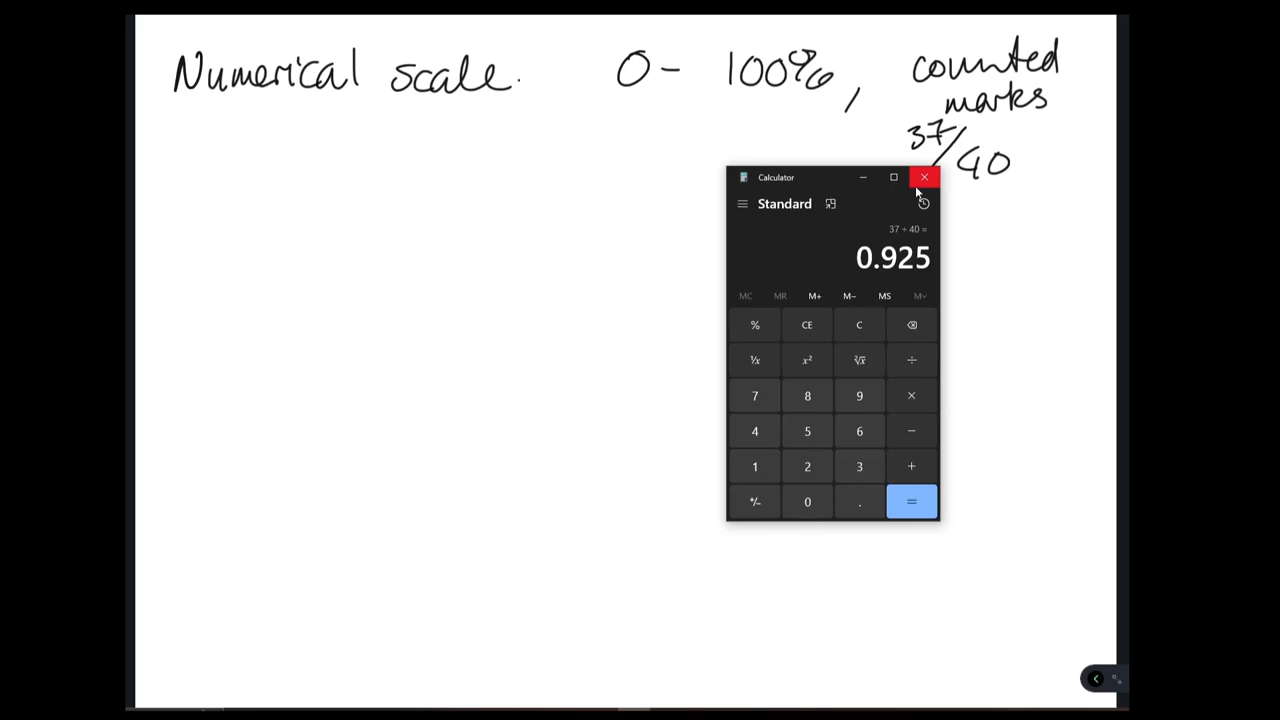 Numerical scale. 0 - 100%, counted
marks
37/40
Calculator
Standard
37 ÷ 40 =
0.925
MC MR M+ M− MS M˅
% CE C
¹/x x² ²√x ÷
7 8 9 ×
4 5 6 −
1 2 3 +
+/− 0 . =